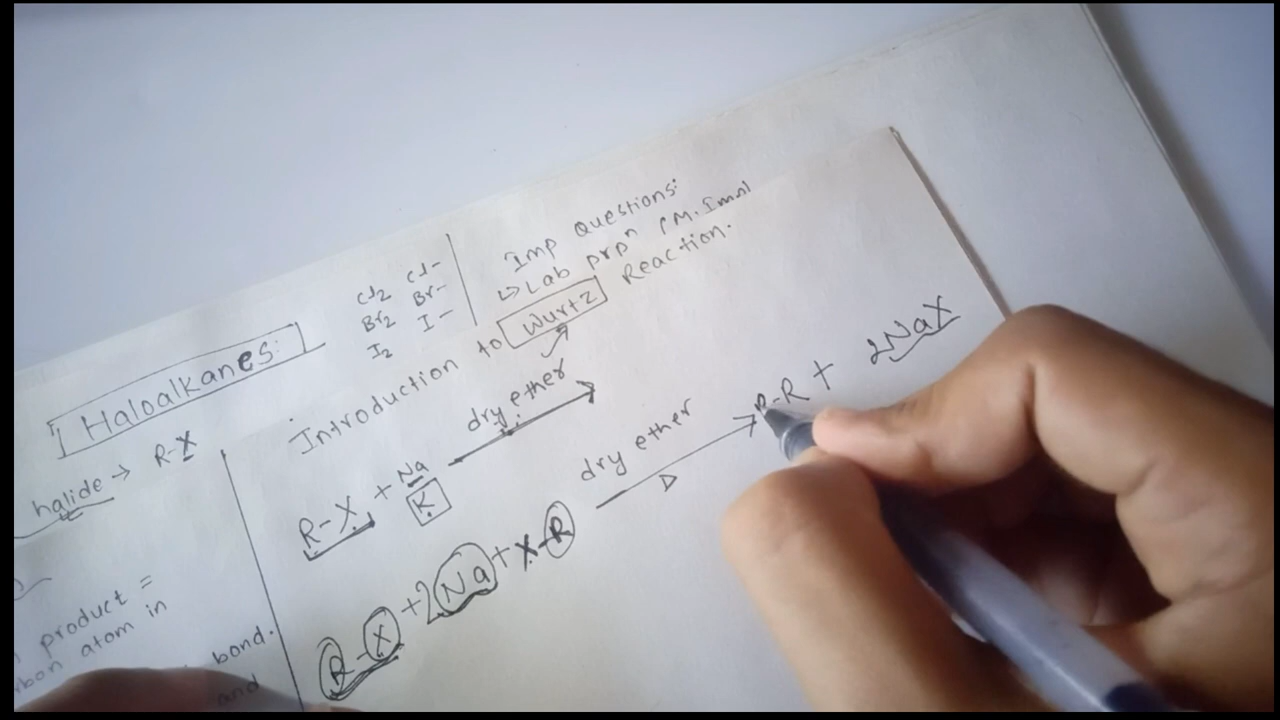 Haloalkanes:
halide → R-X
product =
atom in
bond.
and
Cl2 Cl-
Br2 Br-
I2 I-
Imp Questions:
↳ Lab prpⁿ (M. Imp)
Introduction to Wurtz Reaction.
R-X + Na dry ether →
K
R-X + 2Na + X-R dry ether → R-R + 2NaX
Δ